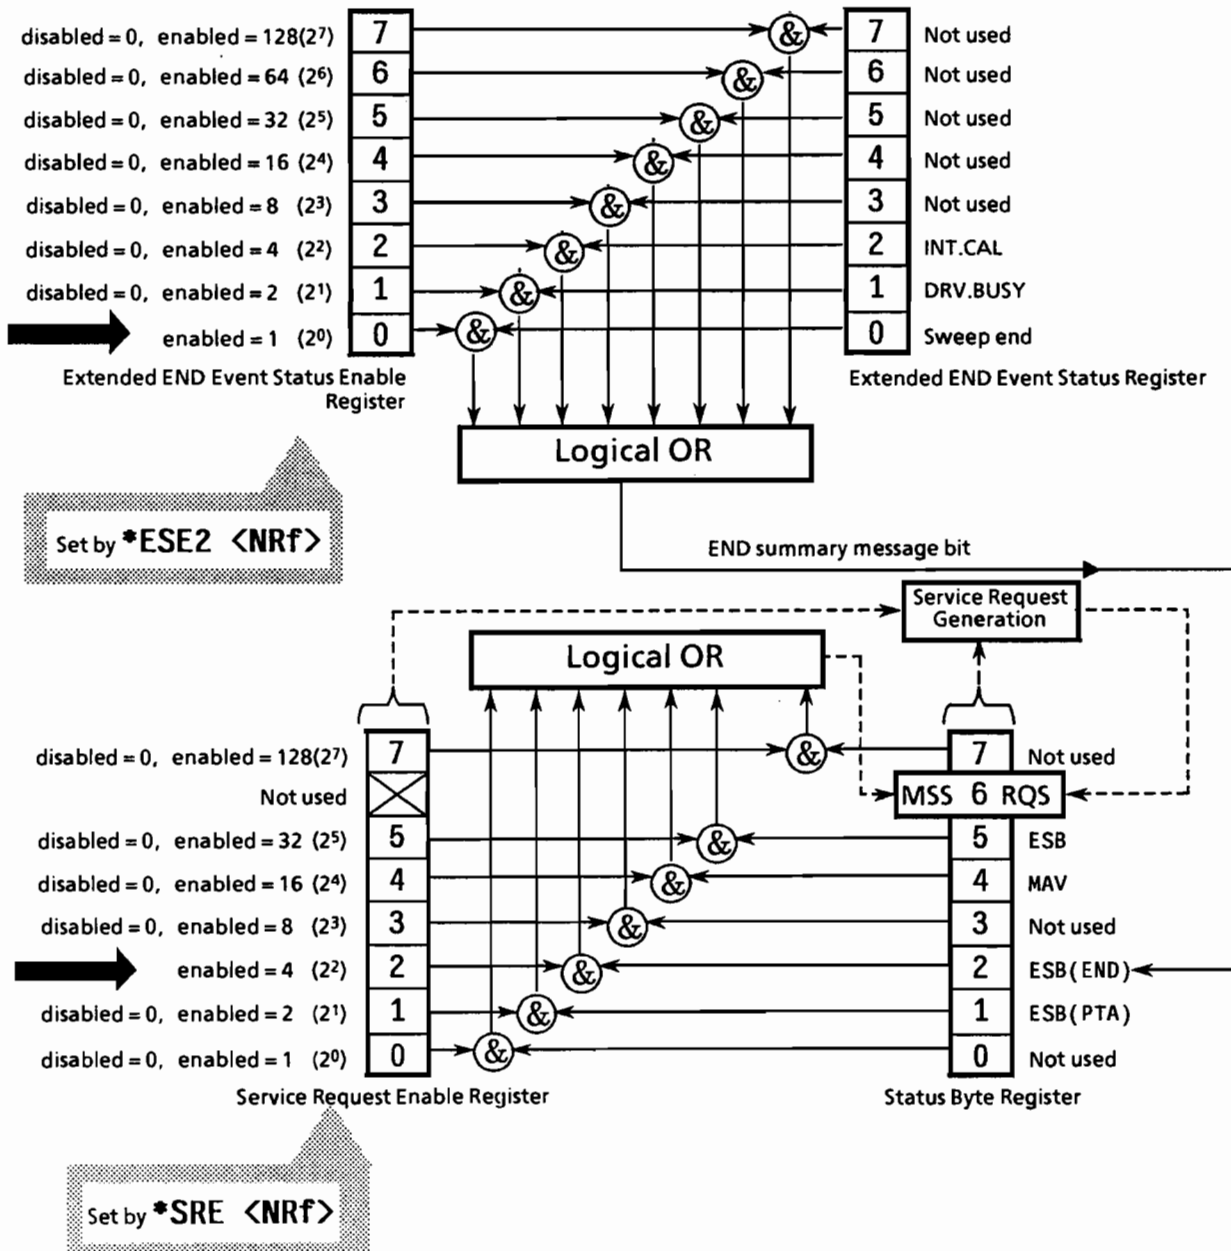 disabled = 0, enabled = 128(2⁷) 7 & 7 Not used
disabled = 0, enabled = 64 (2⁶) 6 & 6 Not used
disabled = 0, enabled = 32 (2⁵) 5 & 5 Not used
disabled = 0, enabled = 16 (2⁴) 4 & 4 Not used
disabled = 0, enabled = 8 (2³) 3 & 3 Not used
disabled = 0, enabled = 4 (2²) 2 & 2 INT.CAL
disabled = 0, enabled = 2 (2¹) 1 & 1 DRV.BUSY
enabled = 1 (2⁰) 0 & 0 Sweep end
Extended END Event Status Enable
Register
Extended END Event Status Register
Logical OR
Set by *ESE2 <NRf>
END summary message bit
Service Request
Generation
Logical OR
disabled = 0, enabled = 128(2⁷) 7 & 7 Not used
Not used MSS 6 RQS
disabled = 0, enabled = 32 (2⁵) 5 & 5 ESB
disabled = 0, enabled = 16 (2⁴) 4 & 4 MAV
disabled = 0, enabled = 8 (2³) 3 & 3 Not used
enabled = 4 (2²) 2 & 2 ESB(END)
disabled = 0, enabled = 2 (2¹) 1 & 1 ESB(PTA)
disabled = 0, enabled = 1 (2⁰) 0 & 0 Not used
Service Request Enable Register
Status Byte Register
Set by *SRE <NRf>